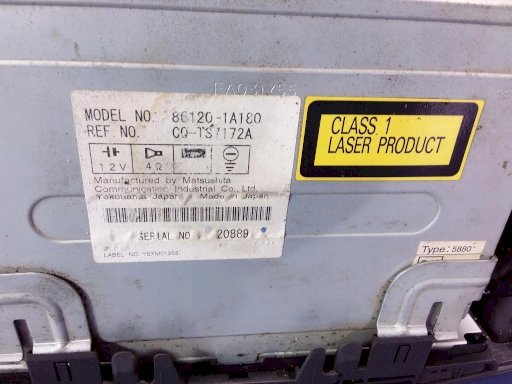 FA031755
MODEL NO. 86120-1A180
REF. NO. CQ-TS7172A
12V 4Ω
Manufactured by Matsushita
Communication Industrial Co., Ltd.
Yokohama Japan Made in Japan
SERIAL NO 20889
LABEL NO. YEFM01953
CLASS 1
LASER PRODUCT
Type: 5880